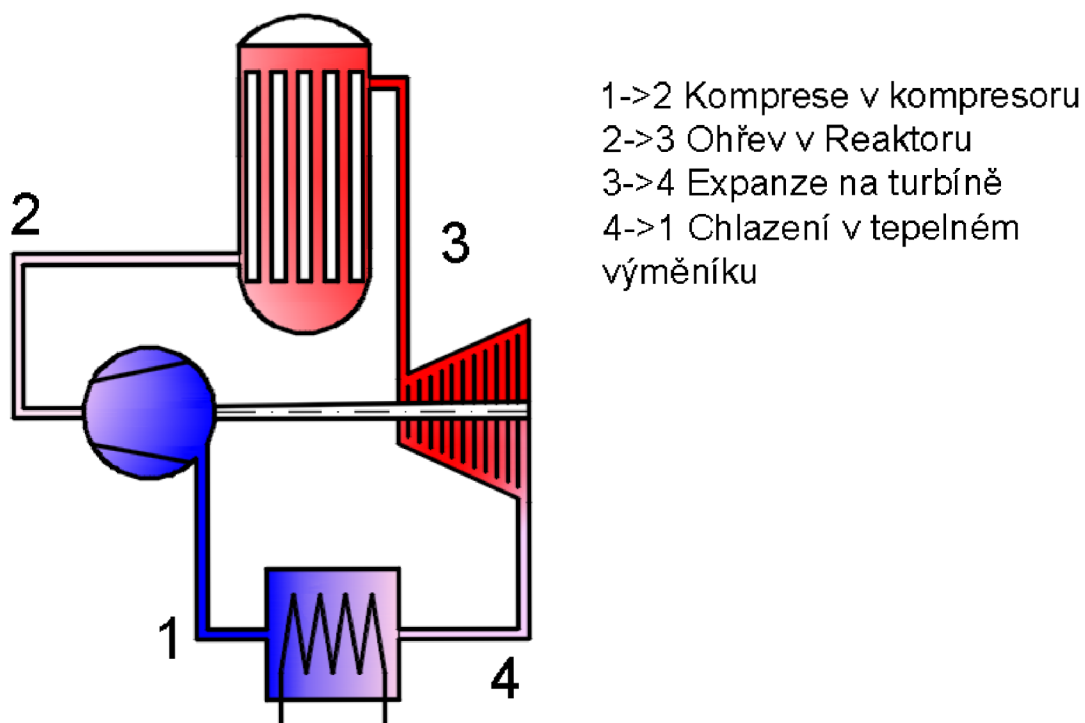 1->2 Komprese v kompresoru
2->3 Ohřev v Reaktoru
3->4 Expanze na turbíně
4->1 Chlazení v tepelném
výměníku
2
3
1
4